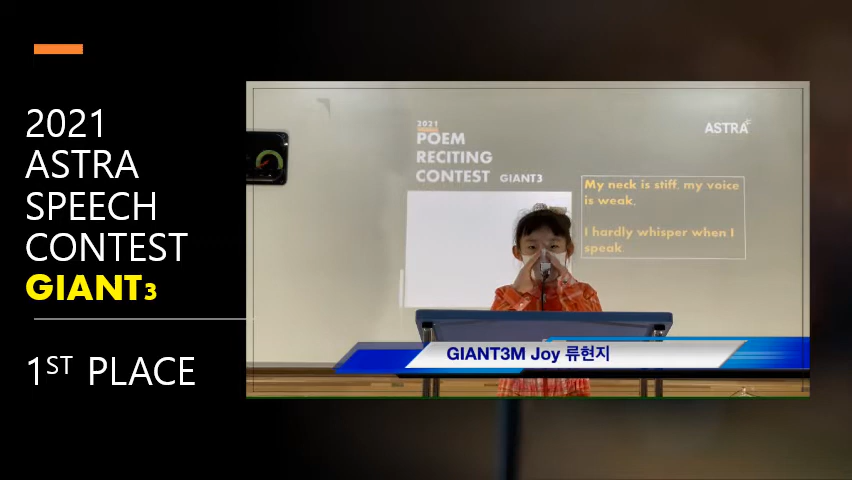 2021
ASTRA
SPEECH
CONTEST
GIANT3
1ST PLACE
2021
POEM
RECITING
CONTEST GIANT3
ASTRA
My neck is stiff, my voice
is weak,
I hardly whisper when I
speak.
GIANT3M Joy 류현지